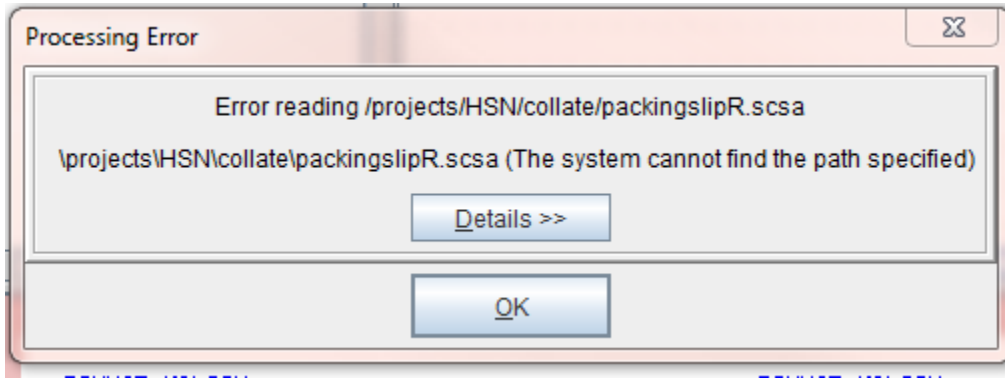 Processing Error
Error reading /projects/HSN/collate/packingslipR.scsa
\projects\HSN\collate\packingslipR.scsa (The system cannot find the path specified)
Details >>
OK